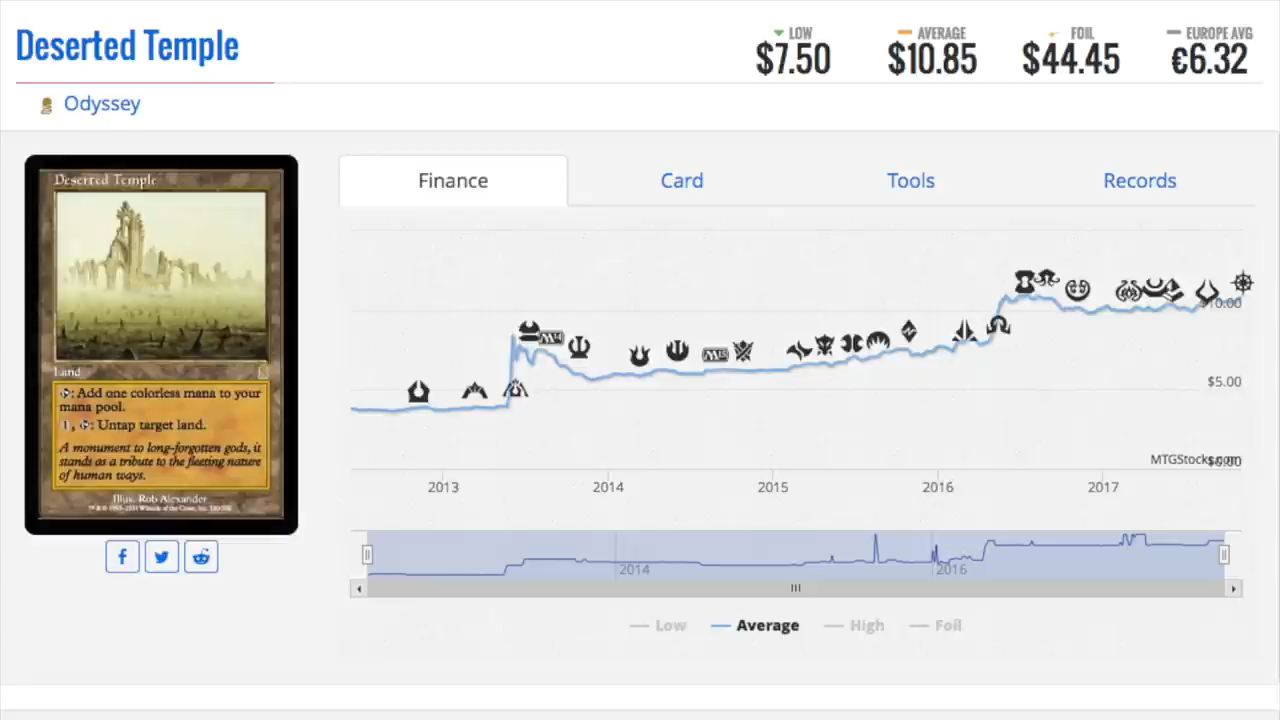 Deserted Temple
LOW
$7.50
AVERAGE
$10.85
FOIL
$44.45
EUROPE AVG
€6.32
Odyssey
Deserted Temple
Land
: Add one colorless mana to your
mana pool.
1, : Untap target land.
A monument to long-forgotten gods, it
stands as a tribute to the fleeting nature
of human ways.
Illus. Rob Alexander
Finance
Card
Tools
Records
M14
M15
$10.00
$5.00
MTGStocks.com
2013
2014
2015
2016
2017
2014
2016
Low
Average
High
Foil